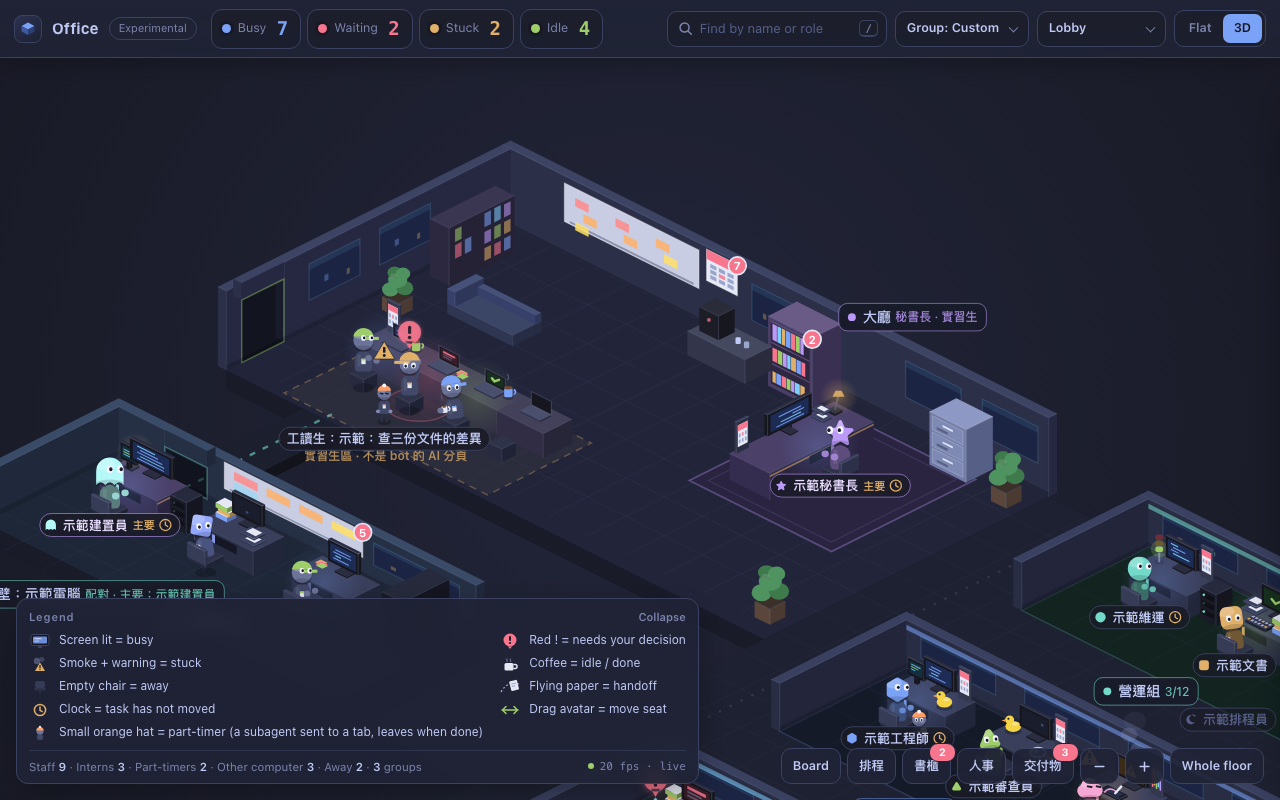 Office
Experimental
Busy 7
Waiting 2
Stuck 2
Idle 4
Find by name or role /
Group: Custom
Lobby
Flat
3D
7
2
大廳 秘書長 · 實習生
工讀生：示範：查三份文件的差異
實習生區 · 不是 bot 的 AI 分頁
示範秘書長 主要
示範建置員 主要
5
壁：示範電腦 配對 · 主要：示範建置員
示範維運
示範文書
營運組 3/12
示範排程員
示範工程師
示範審查員
Legend
Collapse
Screen lit = busy
Smoke + warning = stuck
Empty chair = away
Clock = task has not moved
Small orange hat = part-timer (a subagent sent to a tab, leaves when done)
Red ! = needs your decision
Coffee = idle / done
Flying paper = handoff
Drag avatar = move seat
Staff 9 · Interns 3 · Part-timers 2 · Other computer 3 · Away 2 · 3 groups
20 fps · live
Board
排程
書櫃 2
人事
交付物 3
−
+
Whole floor